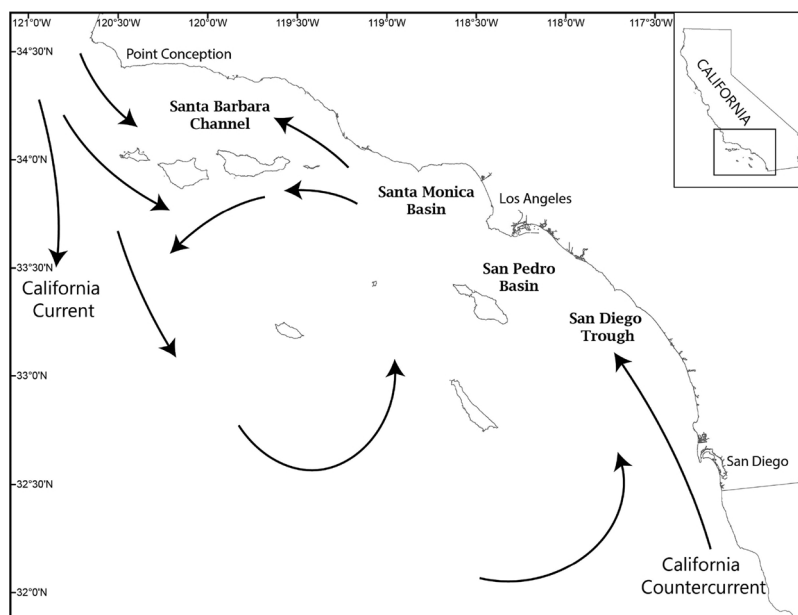 121°0'W
120°30'W
120°0'W
119°30'W
119°0'W
118°30'W
118°0'W
117°30'W
34°30'N
Point Conception
CALIFORNIA
Santa Barbara
Channel
34°0'N
Santa Monica
Basin
Los Angeles
33°30'N
California
Current
San Pedro
Basin
San Diego
Trough
33°0'N
San Diego
32°30'N
California
Countercurrent
32°0'N